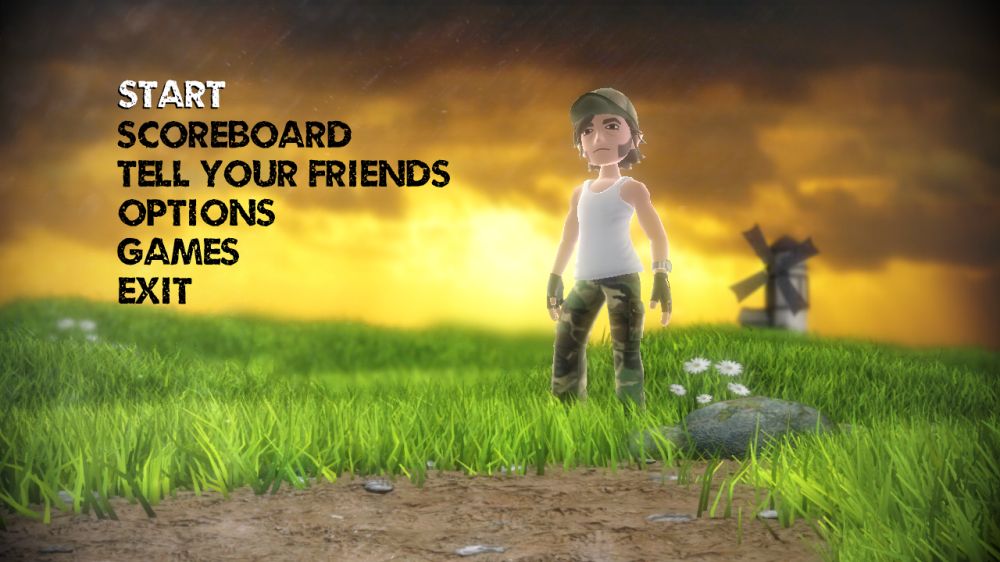 START
SCOREBOARD
TELL YOUR FRIENDS
OPTIONS
GAMES
EXIT